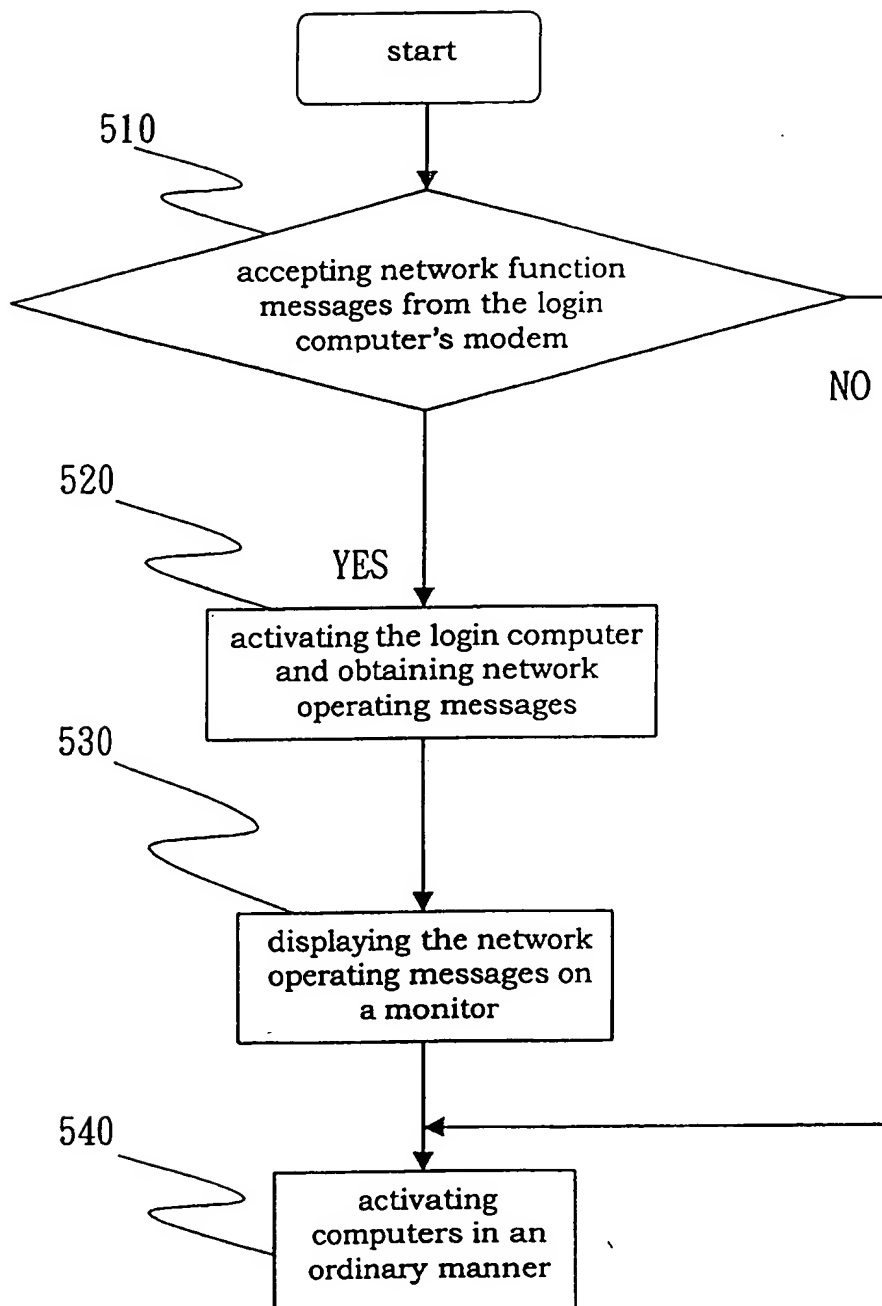 start
510
accepting network function
messages from the login
computer's modem
NO
520
YES
activating the login computer
and obtaining network
operating messages
530
displaying the network
operating messages on
a monitor
540
activating
computers in an
ordinary manner